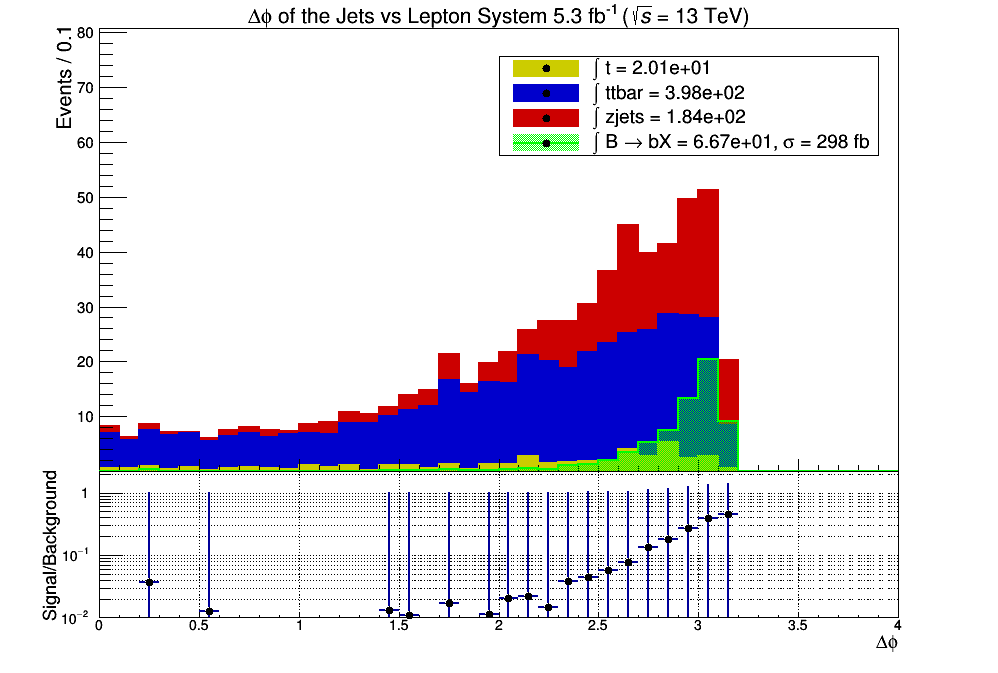 Δϕ of the Jets vs Lepton System 5.3 fb⁻¹ (√s = 13 TeV)
Events / 0.1
80
70
60
50
40
30
20
10
∫ t = 2.01e+01
∫ ttbar = 3.98e+02
∫ zjets = 1.84e+02
∫ B → bX = 6.67e+01, σ = 298 fb
Signal/Background
1
10⁻¹
10⁻²
0 0.5 1 1.5 2 2.5 3 3.5 4
Δϕ